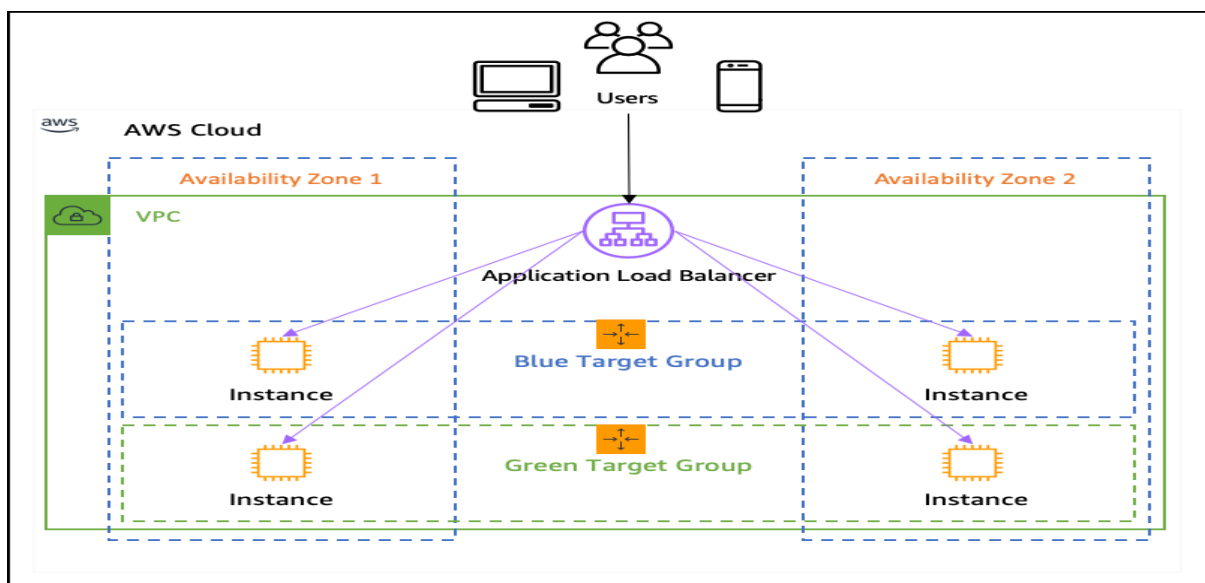 Users
aws
AWS Cloud
Availability Zone 1
Availability Zone 2
VPC
Application Load Balancer
Blue Target Group
Instance
Instance
Green Target Group
Instance
Instance